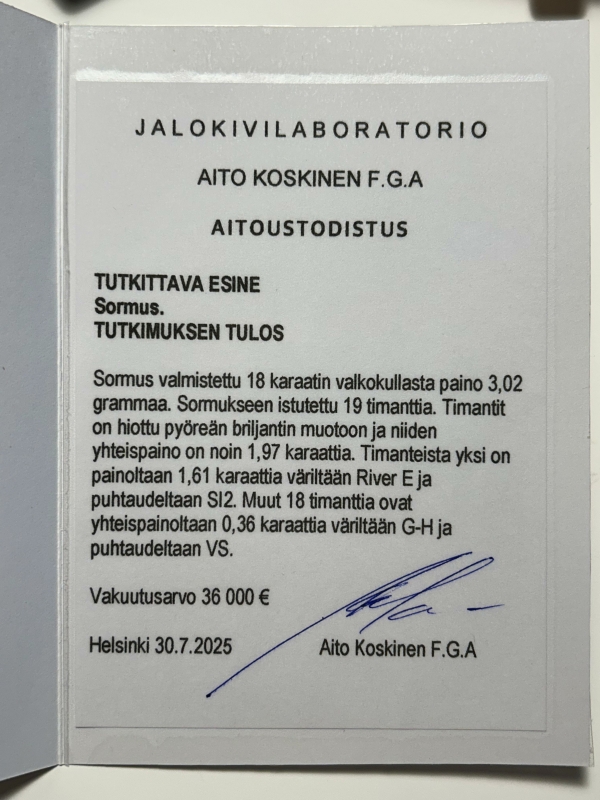 JALOKIVILABORATORIO
AITO KOSKINEN F.G.A
AITOUSTODISTUS
TUTKITTAVA ESINE
Sormus.
TUTKIMUKSEN TULOS
Sormus valmistettu 18 karaatin valkokullasta paino 3,02
grammaa. Sormukseen istutettu 19 timanttia. Timantit
on hiottu pyöreän briljantin muotoon ja niiden
yhteispaino on noin 1,97 karaattia. Timanteista yksi on
painoltaan 1,61 karaattia väriltään River E ja
puhtaudeltaan SI2. Muut 18 timanttia ovat
yhteispainoltaan 0,36 karaattia väriltään G-H ja
puhtaudeltaan VS.
Vakuutusarvo 36 000 €
Helsinki 30.7.2025
Aito Koskinen F.G.A